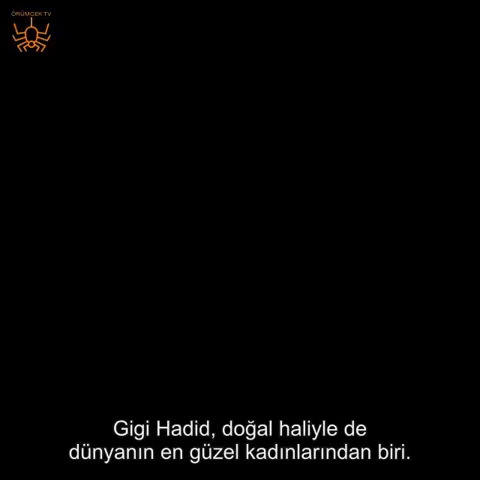 ÖRÜMCEK TV
Gigi Hadid, doğal haliyle de
dünyanın en güzel kadınlarından biri.